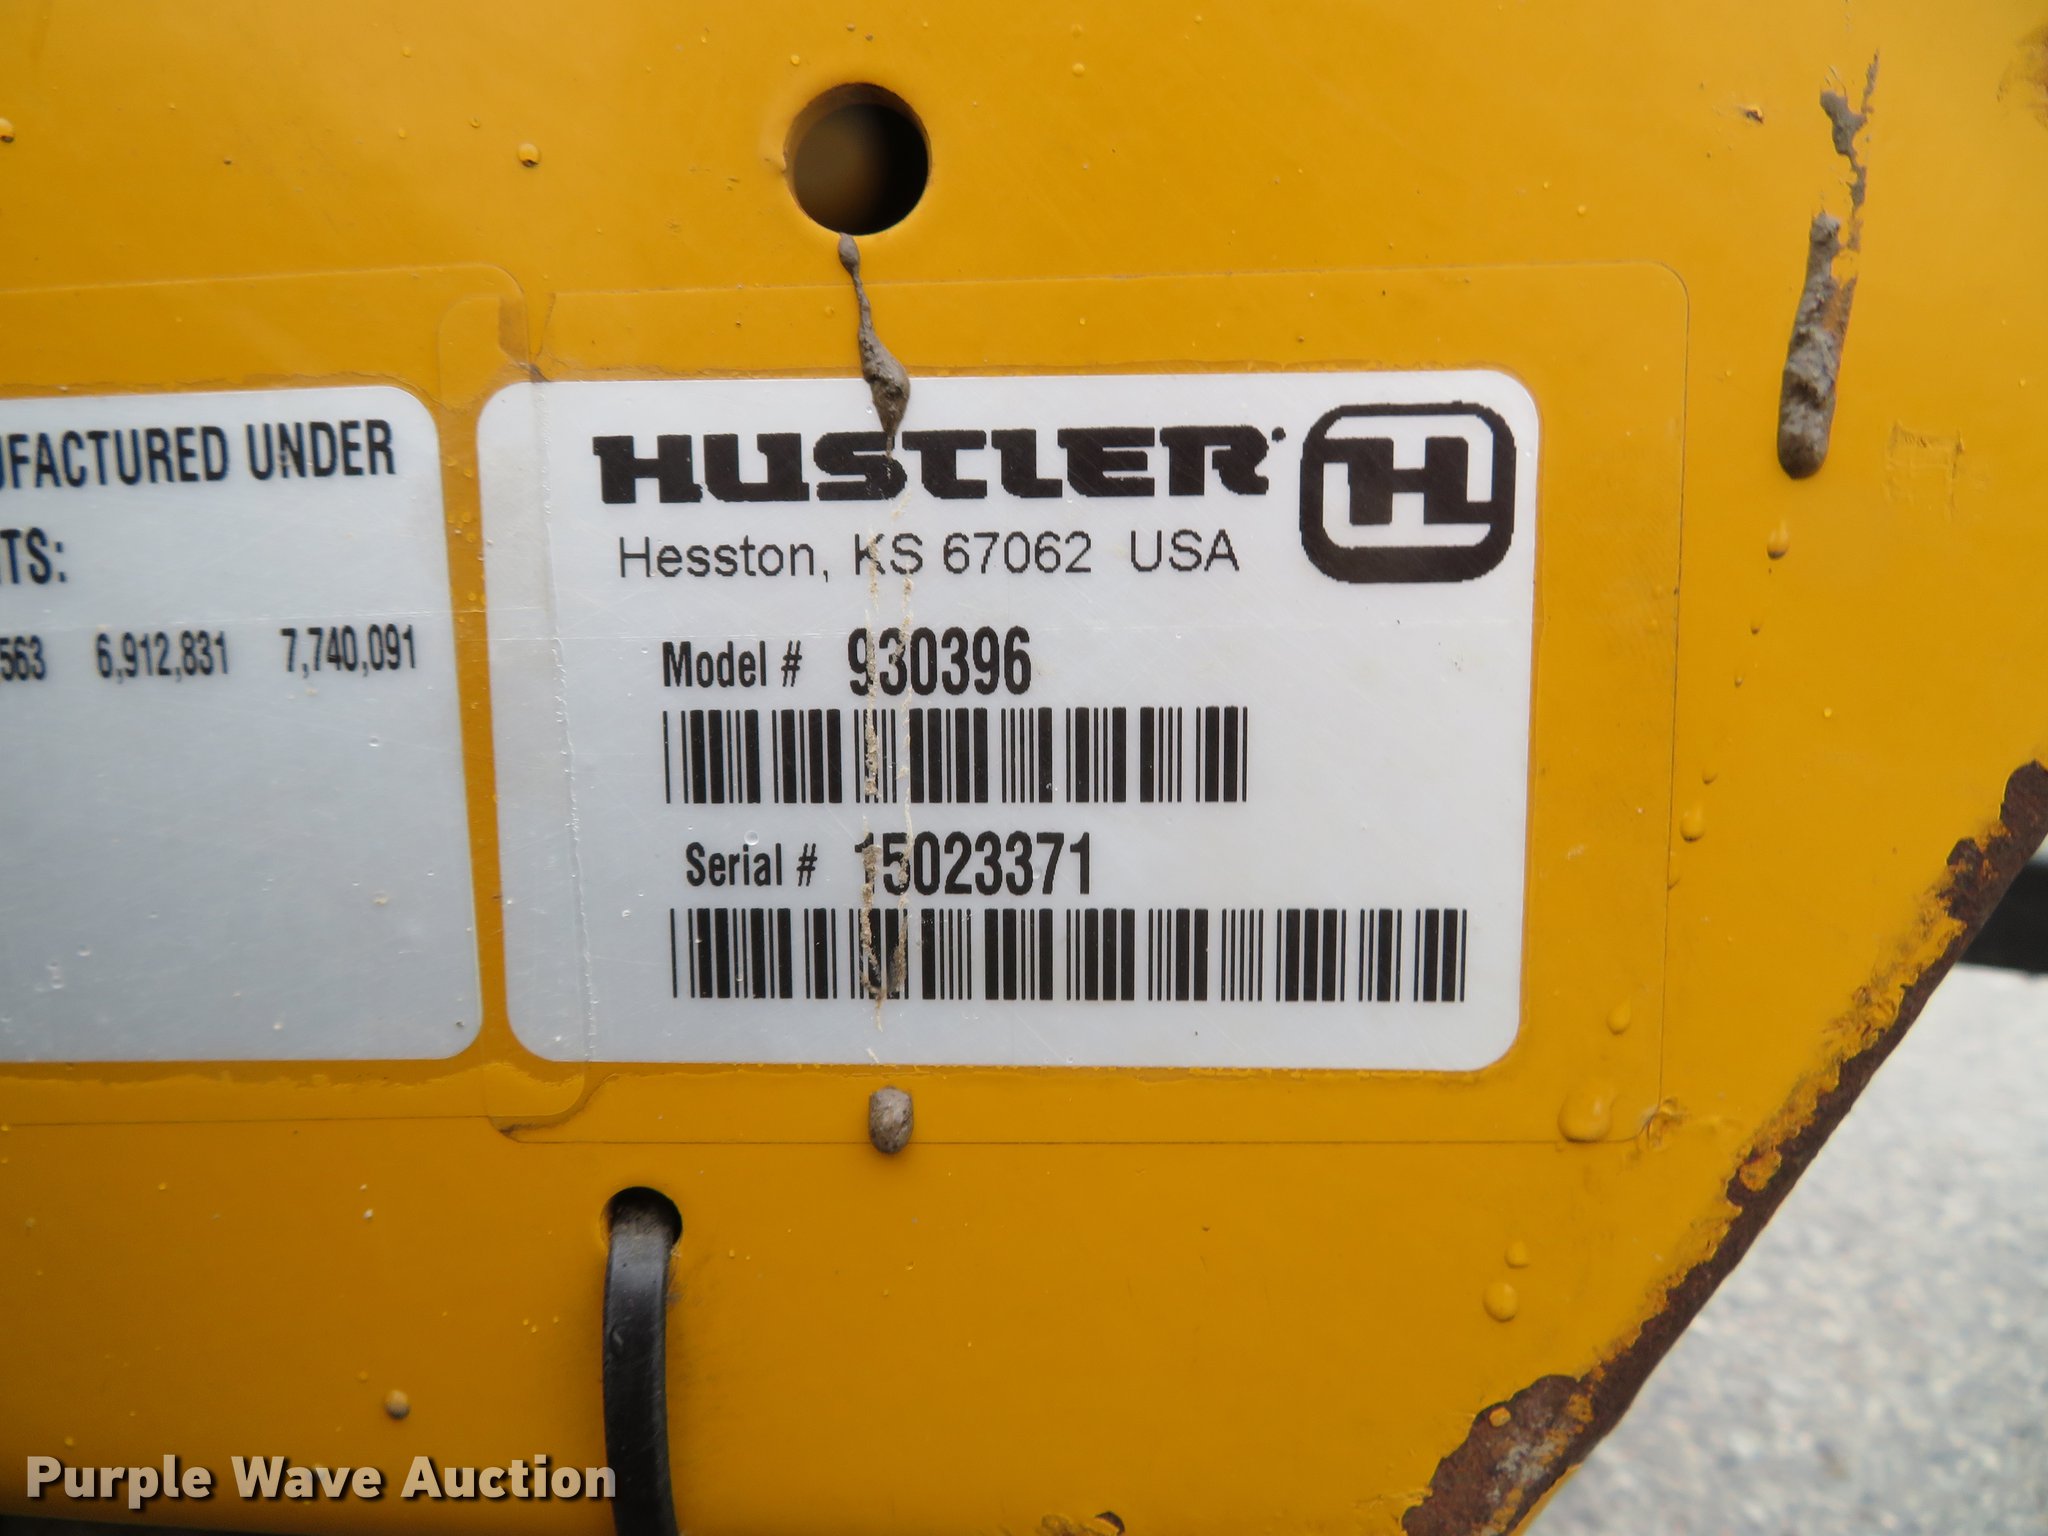 UFACTURED UNDER
TS:
,563 6,912,831 7,740,091
HUSTLER
H
Hesston, KS 67062 USA
Model # 930396
Serial # 15023371
Purple Wave Auction